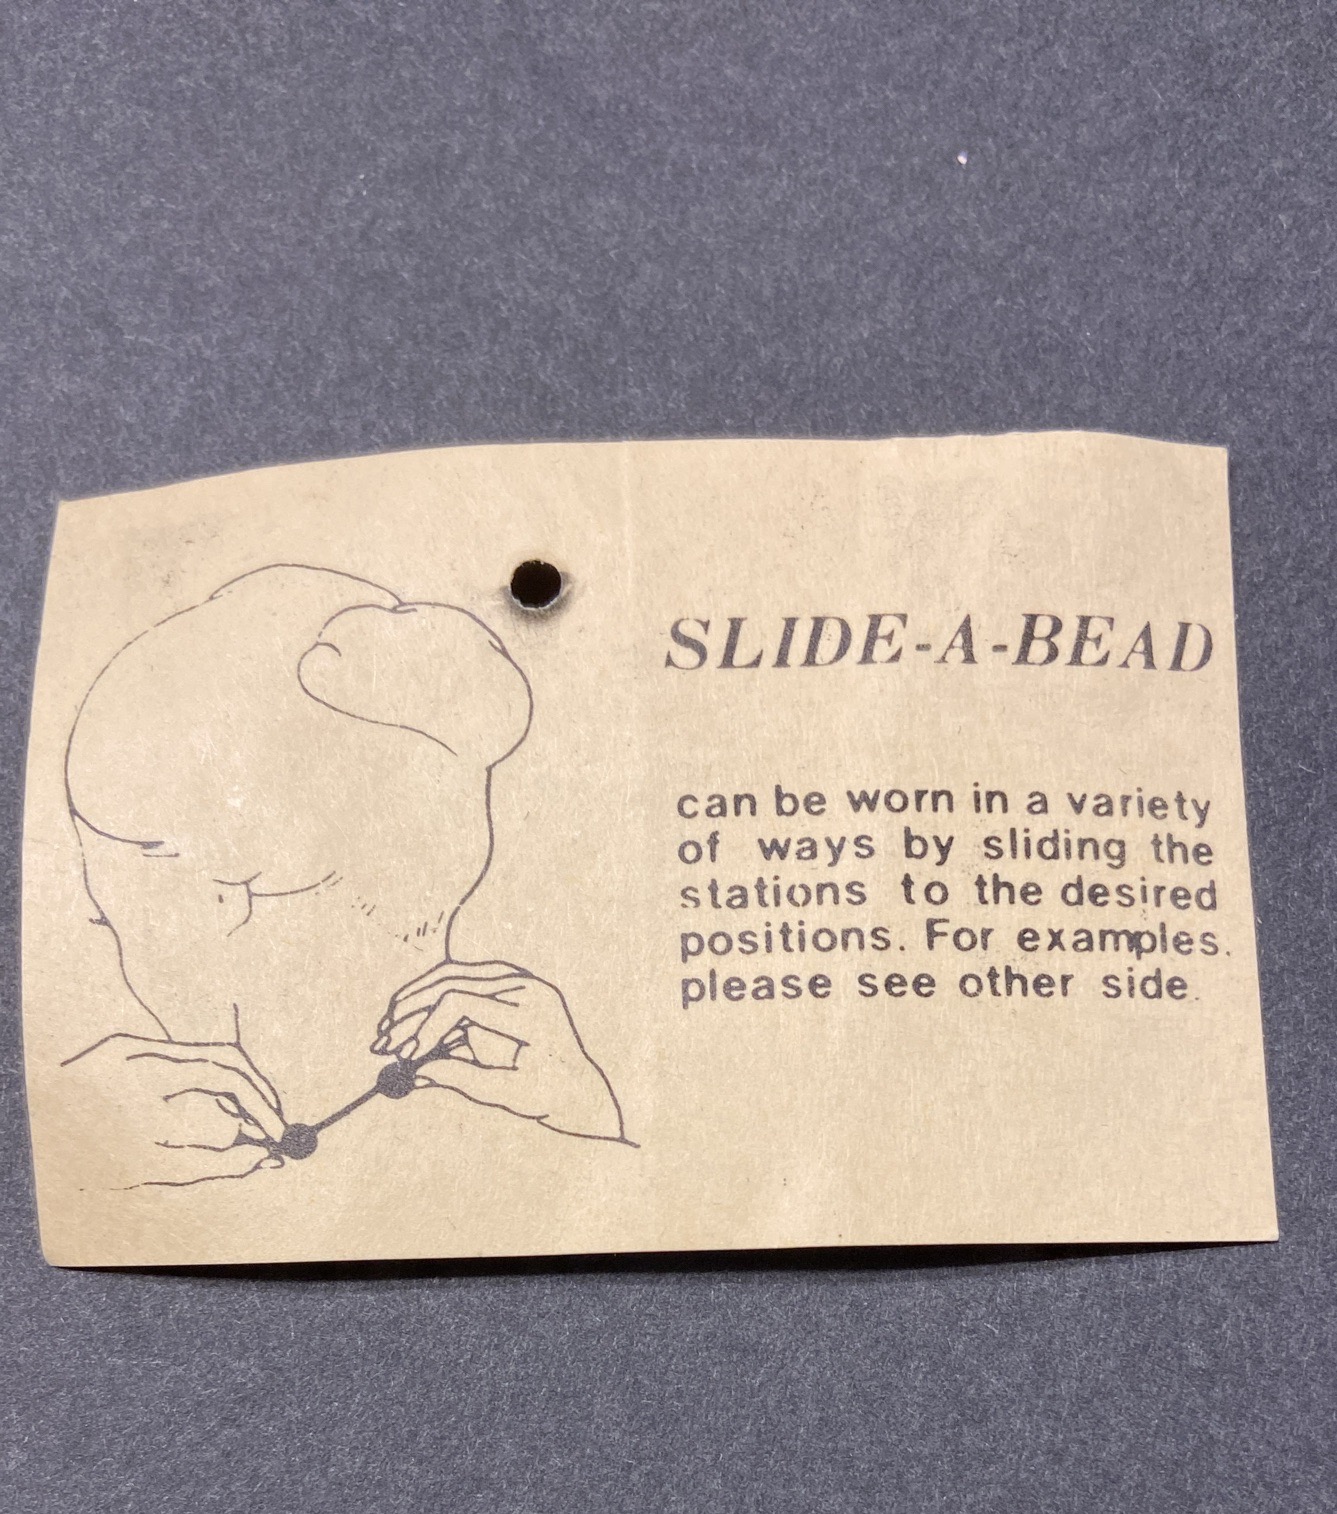 SLIDE-A-BEAD
can be worn in a variety
of ways by sliding the
stations to the desired
positions. For examples.
please see other side.